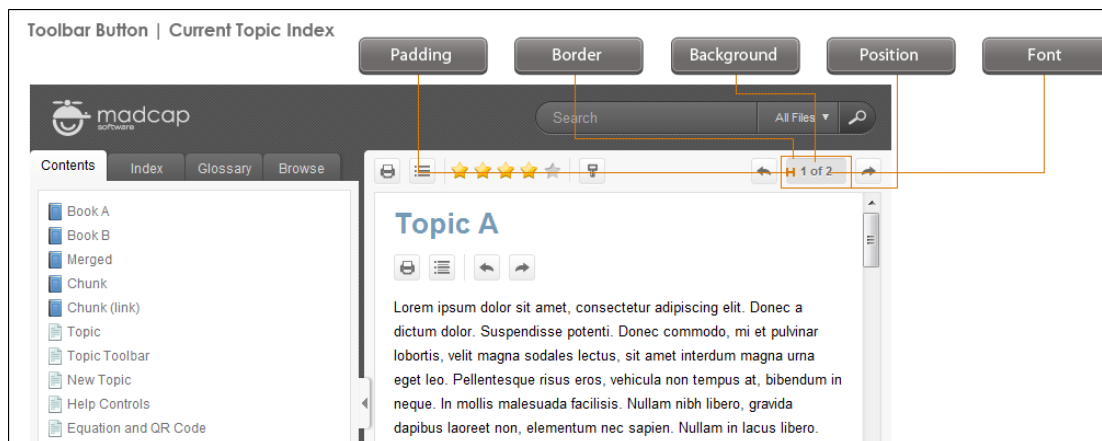 Toolbar Button | Current Topic Index
Padding
Border
Background
Position
Font
madcap
software
Search
All Files
Contents
Index
Glossary
Browse
H 1 of 2
Book A
Book B
Merged
Chunk
Chunk (link)
Topic
Topic Toolbar
New Topic
Help Controls
Equation and QR Code
Topic A
Lorem ipsum dolor sit amet, consectetur adipiscing elit. Donec a
dictum dolor. Suspendisse potenti. Donec commodo, mi et pulvinar
lobortis, velit magna sodales lectus, sit amet interdum magna urna
eget leo. Pellentesque risus eros, vehicula non tempus at, bibendum in
neque. In mollis malesuada facilisis. Nullam nibh libero, gravida
dapibus laoreet non, elementum nec sapien. Nullam in lacus libero.